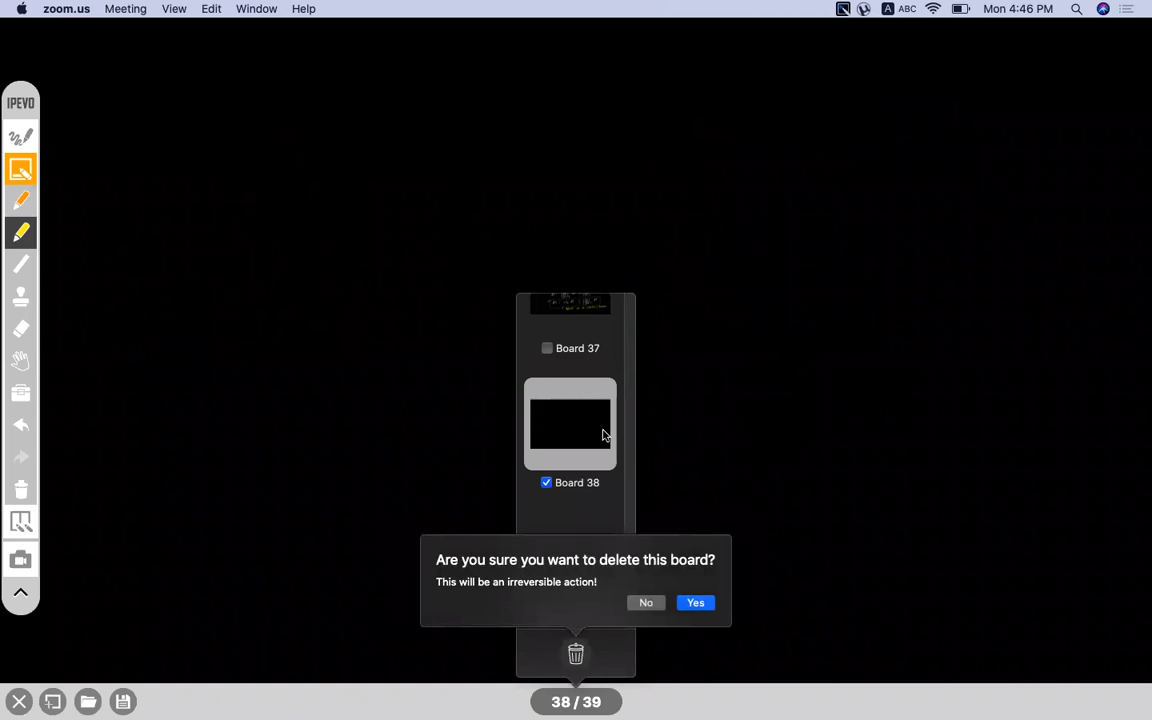 zoom.us Board Meeting View Edit Window Help A ABC Mon 4:46 PM
IPEVO
Board 37
Board 38
Are you sure you want to delete this board?
This will be an irreversible action!
No Yes
38 / 39